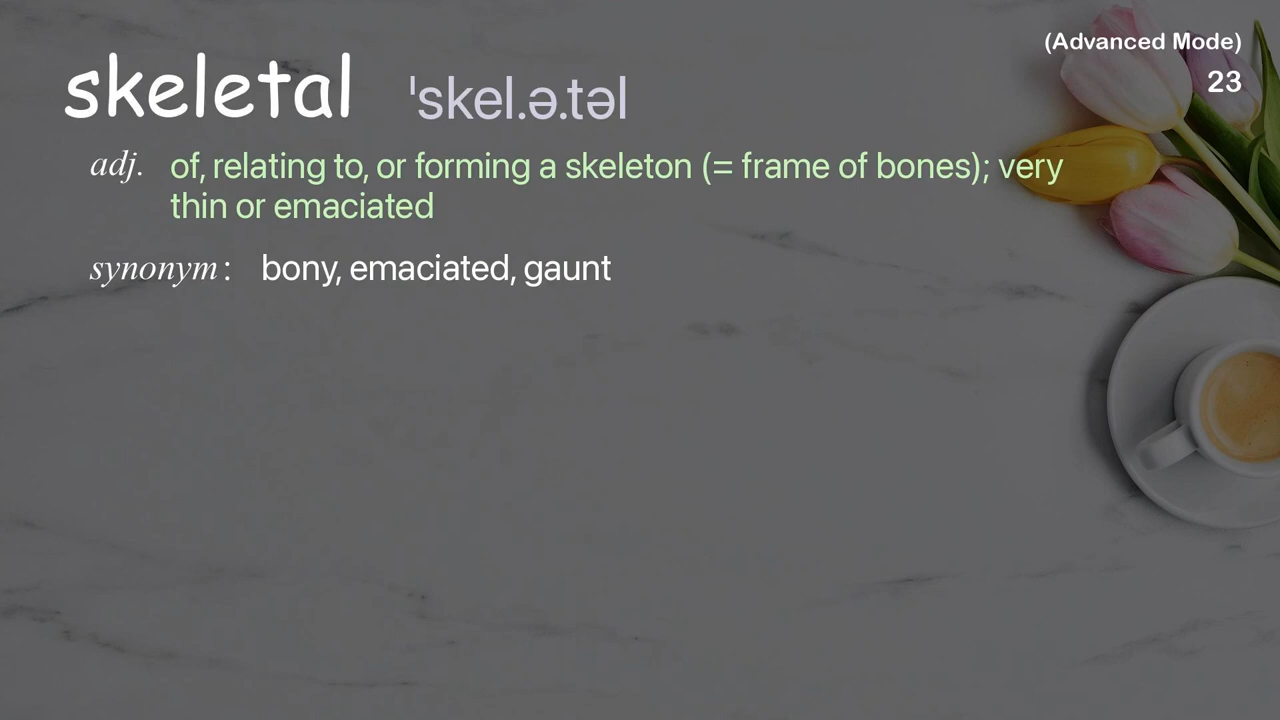 (Advanced Mode)
23
skeletal ˈskel.ə.təl
adj. of, relating to, or forming a skeleton (= frame of bones); very
thin or emaciated
synonym: bony, emaciated, gaunt